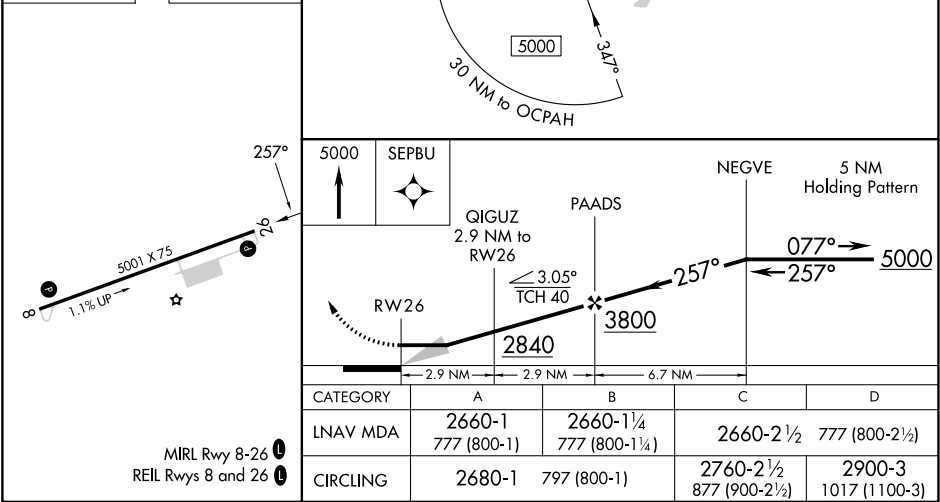 5000
347°
30 NM to OCPAH
257°
26
P
5001 X 75
P
8
1.1% UP
MIRL Rwy 8-26 L
REIL Rwys 8 and 26 L
5000
SEPBU
NEGVE
5 NM
Holding Pattern
PAADS
QIGUZ
2.9 NM to
RW26
077°
257°
5000
257°
3.05°
TCH 40
RW26
3800
2840
2.9 NM
2.9 NM
6.7 NM
CATEGORY A B C D
LNAV MDA 2660-1 777 (800-1) 2660-1¼ 777 (800-1¼) 2660-2½ 777 (800-2½)
CIRCLING 2680-1 797 (800-1) 2760-2½ 877 (900-2½) 2900-3 1017 (1100-3)